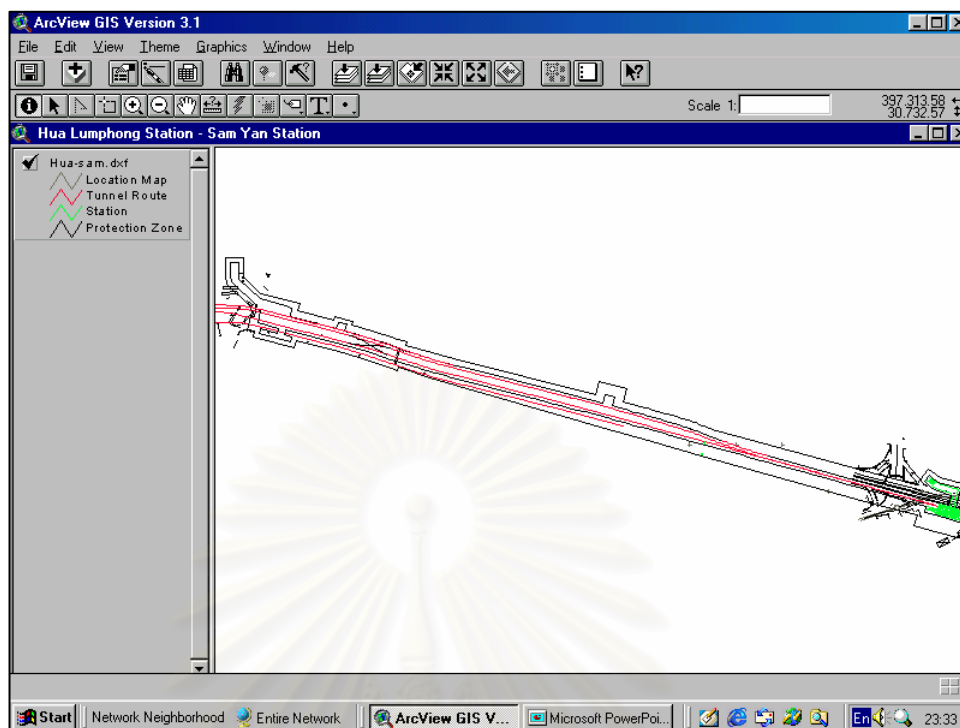 ArcView GIS Version 3.1
File Edit View Theme Graphics Window Help
Scale 1:
397,313.58
30,732.57
Hua Lumphong Station - Sam Yan Station
Hua-sam.dxf
Location Map
Tunnel Route
Station
Protection Zone
Start Network Neighborhood Entire Network ArcView GIS V... Microsoft PowerPoi... En 23:33